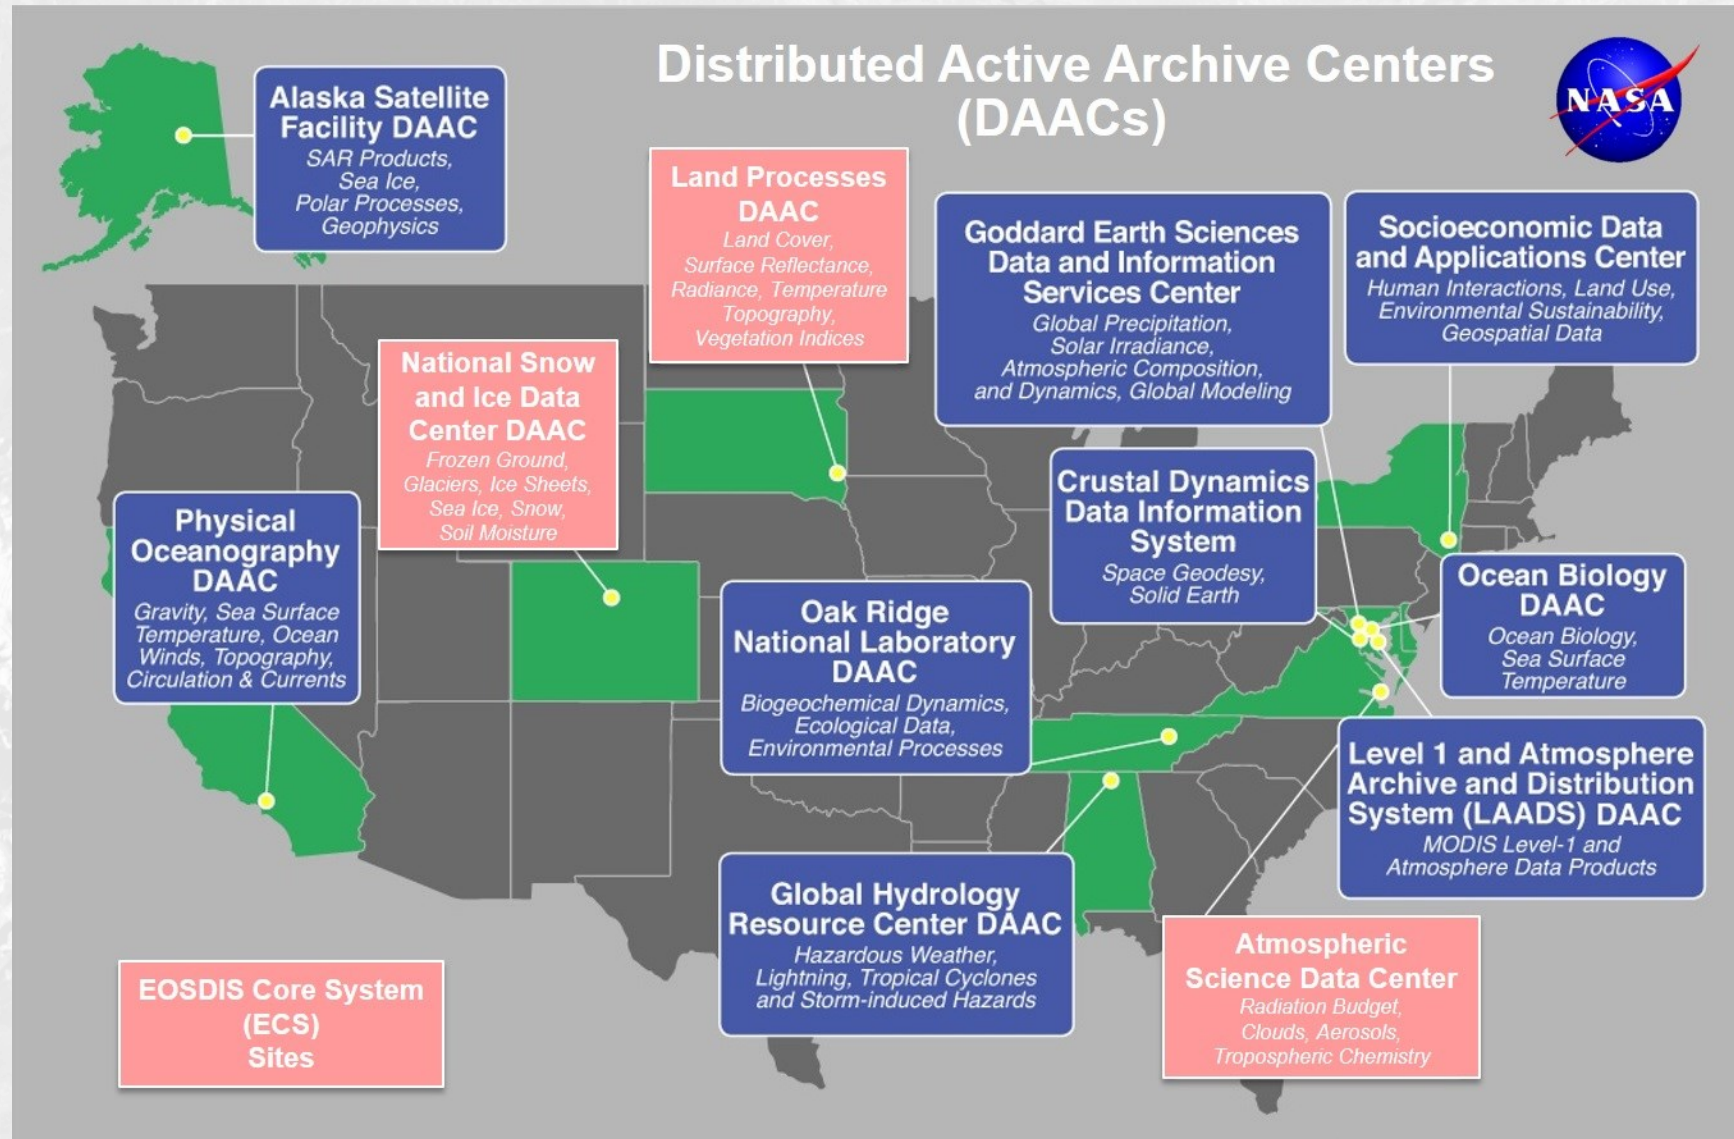 Distributed Active Archive Centers
(DAACs)
NASA
Alaska Satellite
Facility DAAC
SAR Products,
Sea Ice,
Polar Processes,
Geophysics
Land Processes
DAAC
Land Cover,
Surface Reflectance,
Radiance, Temperature
Topography,
Vegetation Indices
Goddard Earth Sciences
Data and Information
Services Center
Global Precipitation,
Solar Irradiance,
Atmospheric Composition,
and Dynamics, Global Modeling
Socioeconomic Data
and Applications Center
Human Interactions, Land Use,
Environmental Sustainability,
Geospatial Data
National Snow
and Ice Data
Center DAAC
Frozen Ground,
Glaciers, Ice Sheets,
Sea Ice, Snow,
Soil Moisture
Crustal Dynamics
Data Information
System
Space Geodesy,
Solid Earth
Physical
Oceanography
DAAC
Gravity, Sea Surface
Temperature, Ocean
Winds, Topography,
Circulation & Currents
Oak Ridge
National Laboratory
DAAC
Biogeochemical Dynamics,
Ecological Data,
Environmental Processes
Ocean Biology
DAAC
Ocean Biology,
Sea Surface
Temperature
Level 1 and Atmosphere
Archive and Distribution
System (LAADS) DAAC
MODIS Level-1 and
Atmosphere Data Products
Global Hydrology
Resource Center DAAC
Hazardous Weather,
Lightning, Tropical Cyclones
and Storm-induced Hazards
Atmospheric
Science Data Center
Radiation Budget,
Clouds, Aerosols,
Tropospheric Chemistry
EOSDIS Core System
(ECS)
Sites